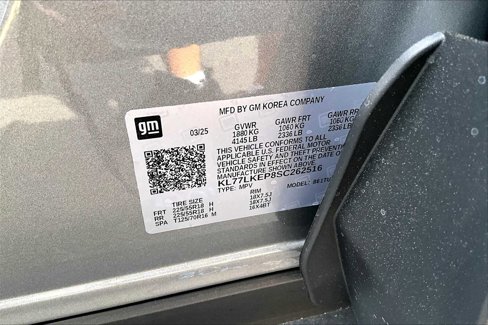 gm
MFD BY GM KOREA COMPANY
03/25 GVWR GAWR FRT GAWR RR
1880 KG 1060 KG 1060 KG
4145 LB 2336 LB 2336 LB
THIS VEHICLE CONFORMS TO ALL
APPLICABLE U.S. FEDERAL MOTOR
VEHICLE SAFETY AND THEFT PREVENTION
STANDARDS IN EFFECT ON THE DATE OF
MANUFACTURE SHOWN ABOVE.
KL77LKEP8SC262516
TYPE: MPV MODEL:
TIRE SIZE RIM
FRT 225/55R18 H 18X7.5J
RR 225/55R18 H 18X7.5J
SPA T125/70R16 M 16X4BT